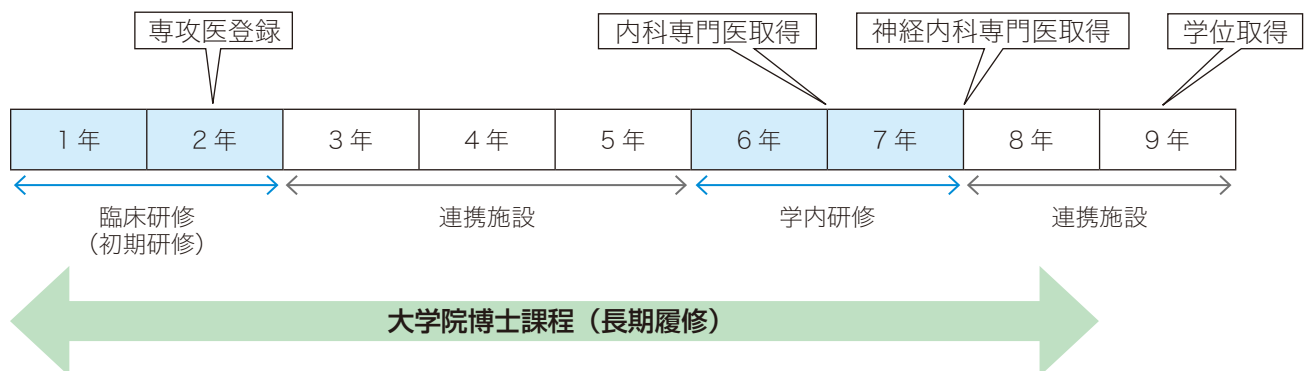 専攻医登録
内科専門医取得
神経内科専門医取得
学位取得
1年
2年
3年
4年
5年
6年
7年
8年
9年
臨床研修
（初期研修）
連携施設
学内研修
連携施設
大学院博士課程（長期履修）